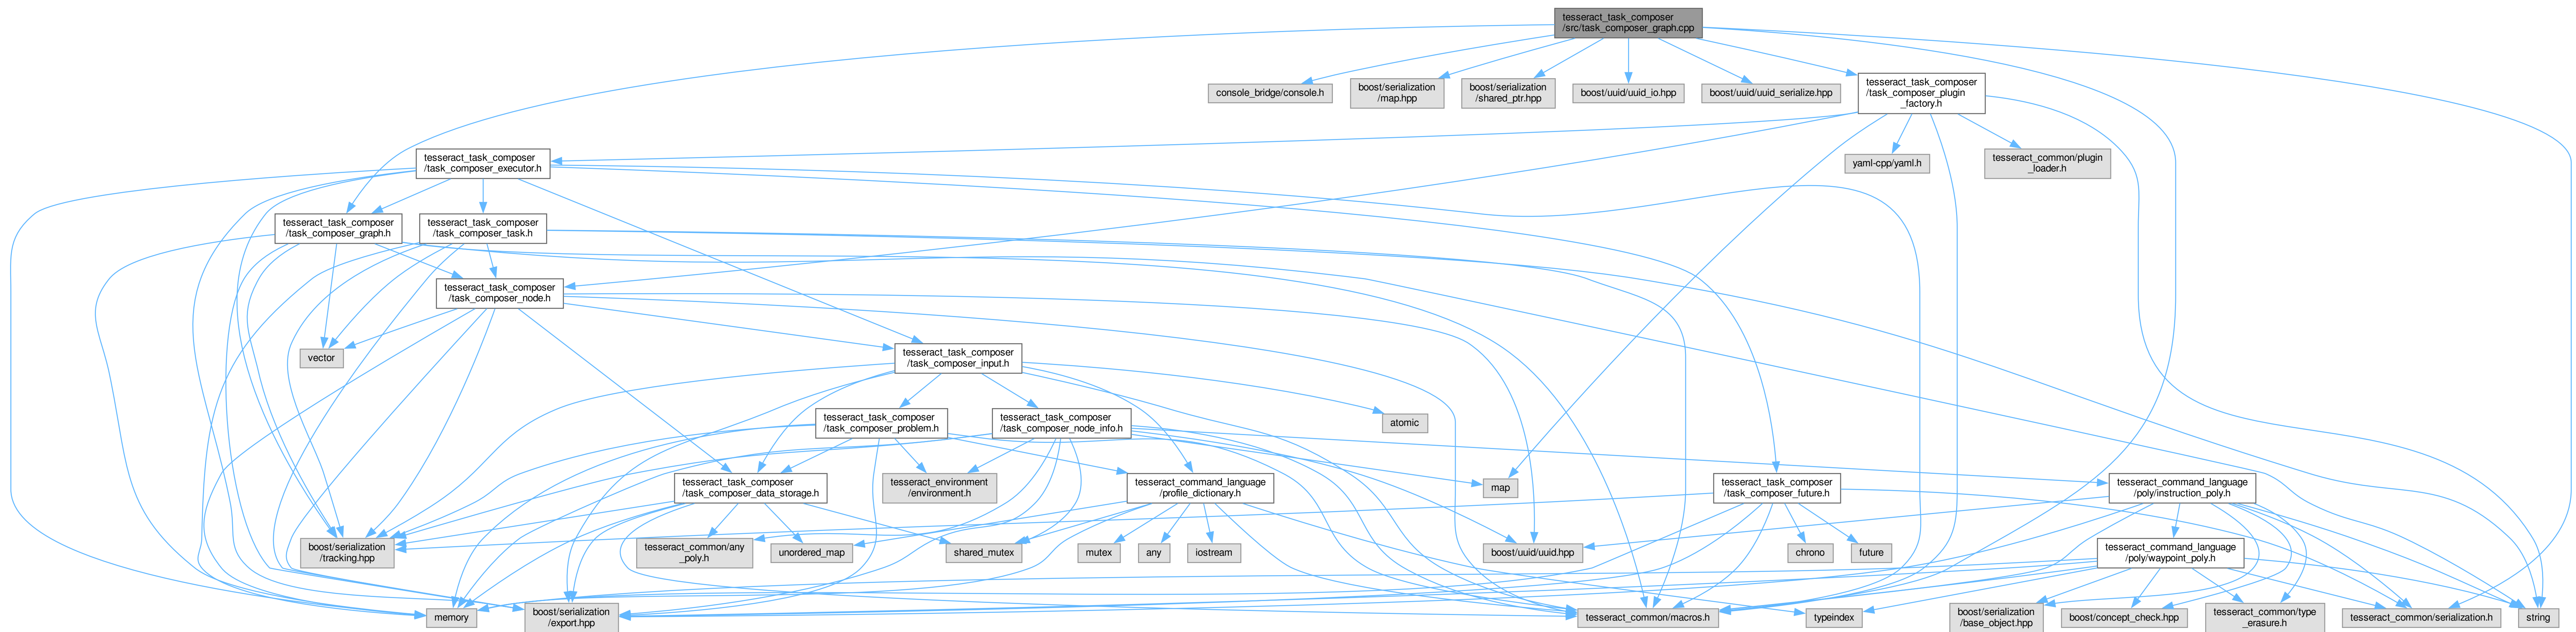 tesseract_task_composer
/src/task_composer_graph.cpp
console_bridge/console.h
boost/serialization
/map.hpp
boost/serialization
/shared_ptr.hpp
boost/uuid/uuid_io.hpp
boost/uuid/uuid_serialize.hpp
tesseract_task_composer
/task_composer_plugin
_factory.h
tesseract_task_composer
/task_composer_executor.h
yaml-cpp/yaml.h
tesseract_common/plugin
_loader.h
tesseract_task_composer
/task_composer_graph.h
tesseract_task_composer
/task_composer_task.h
tesseract_task_composer
/task_composer_node.h
vector
tesseract_task_composer
/task_composer_input.h
tesseract_task_composer
/task_composer_problem.h
tesseract_task_composer
/task_composer_node_info.h
atomic
tesseract_task_composer
/task_composer_data_storage.h
tesseract_environment
/environment.h
tesseract_command_language
/profile_dictionary.h
map
tesseract_task_composer
/task_composer_future.h
tesseract_command_language
/poly/instruction_poly.h
boost/serialization
/tracking.hpp
tesseract_common/any
_poly.h
unordered_map
shared_mutex
mutex
any
iostream
boost/uuid/uuid.hpp
chrono
future
tesseract_command_language
/poly/waypoint_poly.h
memory
boost/serialization
/export.hpp
tesseract_common/macros.h
typeindex
boost/serialization
/base_object.hpp
boost/concept_check.hpp
tesseract_common/type
_erasure.h
tesseract_common/serialization.h
string